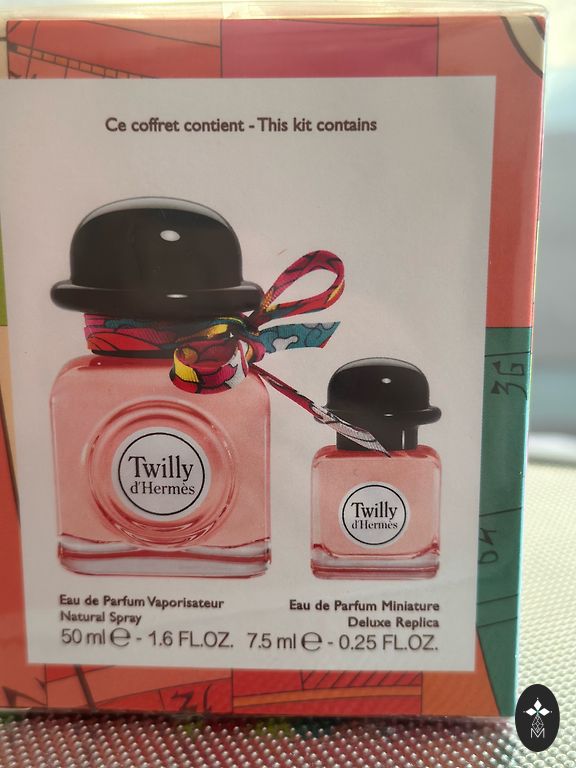 Ce coffret contient - This kit contains
Twilly
d'Hermès
Twilly
d'Hermès
Eau de Parfum Vaporisateur
Natural Spray
50 ml ℮ - 1.6 FL.OZ.
Eau de Parfum Miniature
Deluxe Replica
7.5 ml ℮ - 0.25 FL.OZ.
36
M